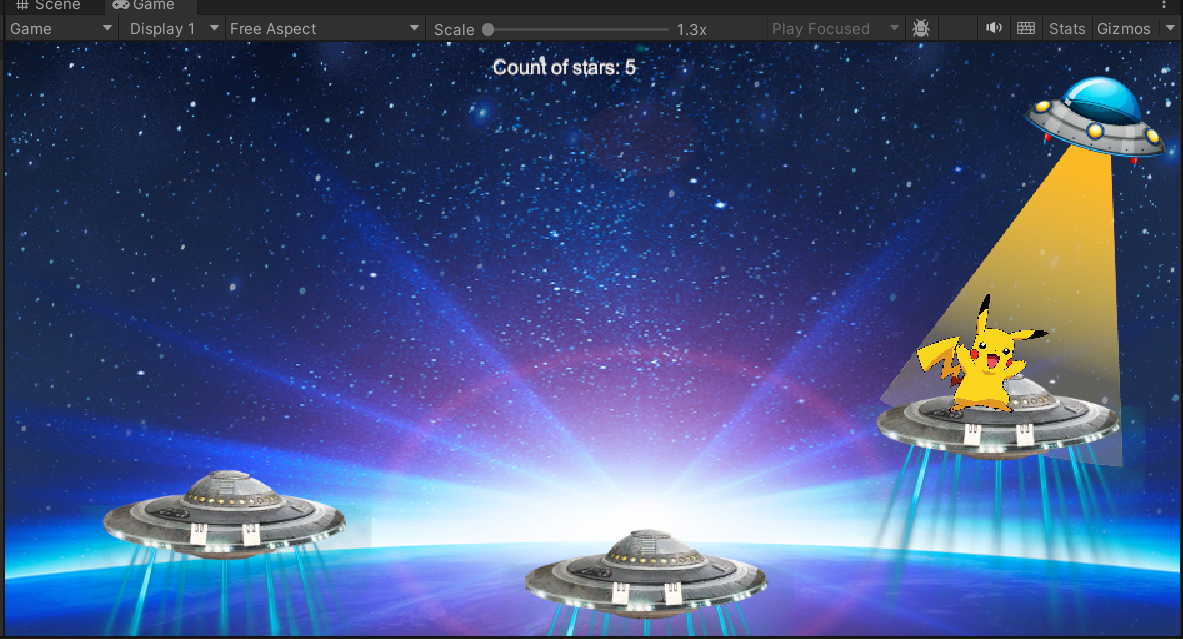 Scene Game
Game Display 1 Free Aspect Scale 1.3x Play Focused Stats Gizmos
Count of stars: 5